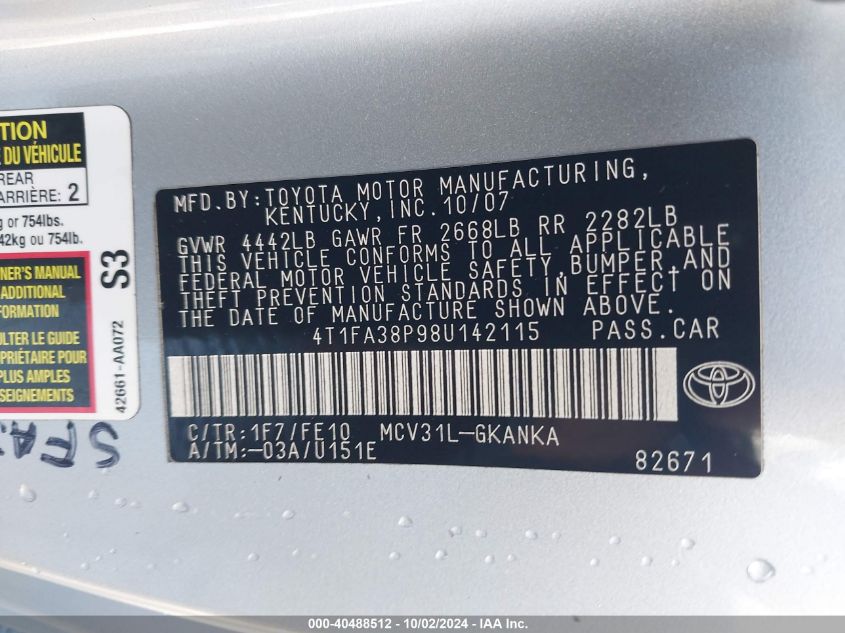 TION
DU VÉHICULE
REAR
ARRIÈRE: 2
g or 754lbs.
42kg ou 754lb.
NER'S MANUAL
ADDITIONAL
FORMATION
ULTER LE GUIDE
OPRIÉTAIRE POUR
PLUS AMPLES
SEIGNEMENTS
S3
42661-AA072
MFD. BY: TOYOTA MOTOR MANUFACTURING,
KENTUCKY, INC. 10/07
GVWR 4442LB GAWR FR 2668LB RR 2282LB
THIS VEHICLE CONFORMS TO ALL APPLICABLE
FEDERAL MOTOR VEHICLE SAFETY, BUMPER, AND
THEFT PREVENTION STANDARDS IN EFFECT ON
THE DATE OF MANUFACTURE SHOWN ABOVE.
4T1FA38P98U142115 PASS.CAR
C/TR: 1F7/FE10 MCV31L-GKANKA
A/TM: -03A/U151E
82671
000-40488512 - 10/02/2024 - IAA Inc.